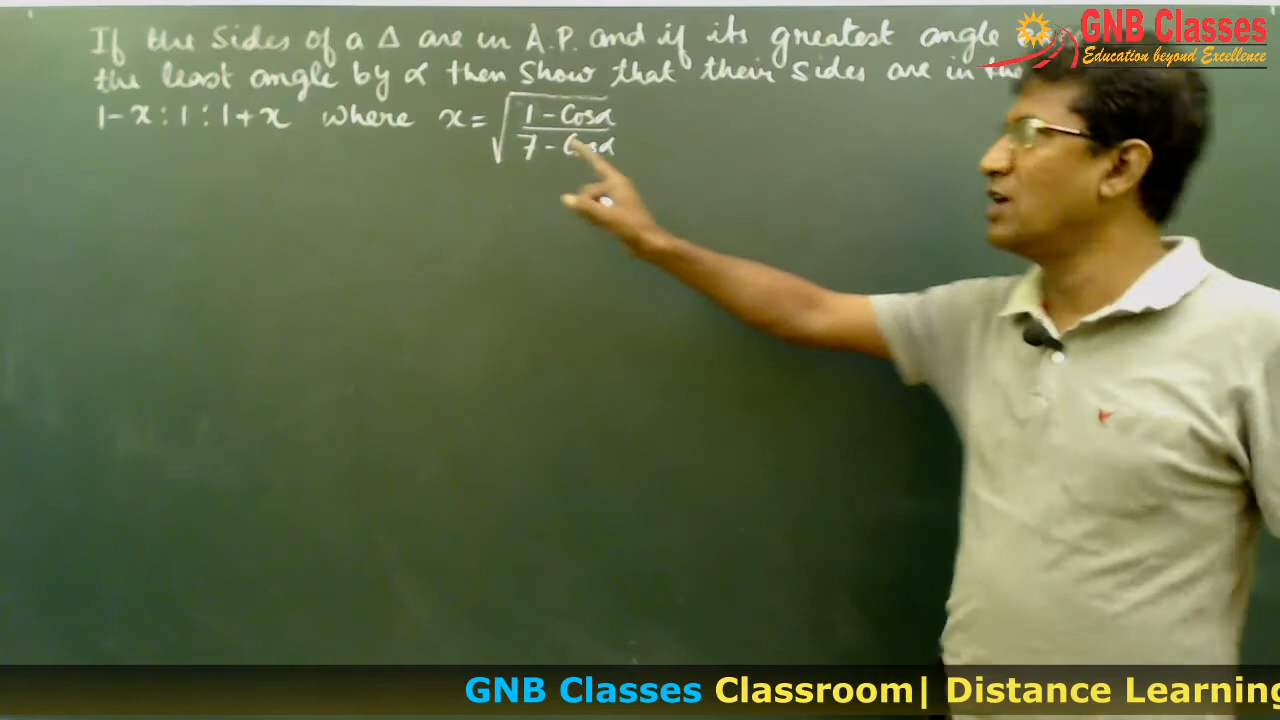 If the Sides of a Δ are in A.P. and if its greatest angle
the least angle by α then Show that their Sides are in
1-x : 1 : 1+x where x = √(1-Cosα / 7-Cosα)
GNB Classes
Education beyond Excellence
GNB Classes Classroom| Distance Learning